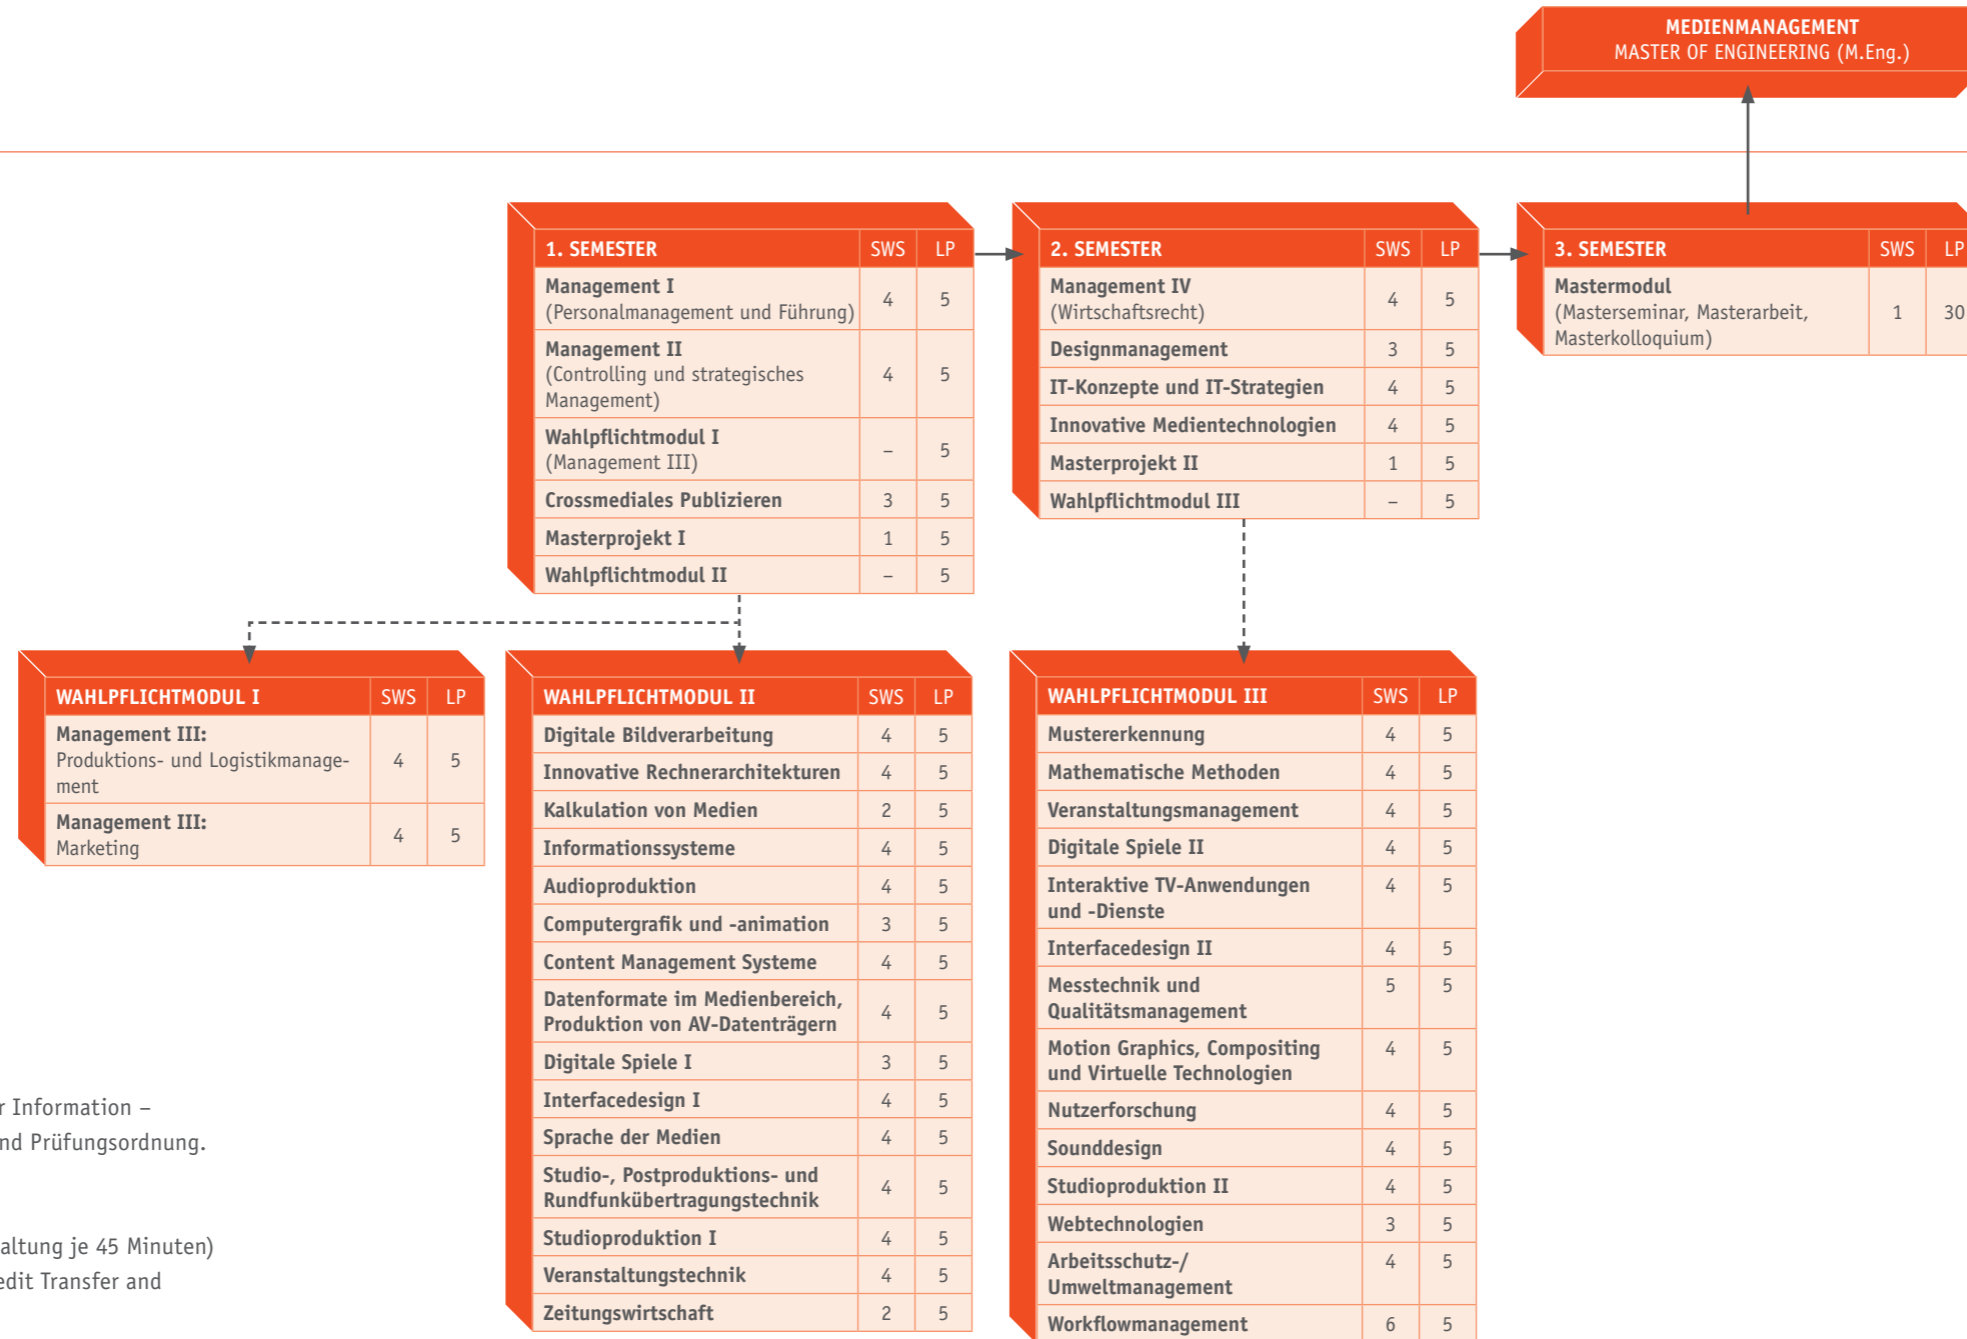 MEDIENMANAGEMENT
MASTER OF ENGINEERING (M.Eng.)
1. SEMESTER SWS LP
Management I
(Personalmanagement und Führung) 4 5
Management II
(Controlling und strategisches
Management) 4 5
Wahlpflichtmodul I
(Management III) – 5
Crossmediales Publizieren 3 5
Masterprojekt I 1 5
Wahlpflichtmodul II – 5
2. SEMESTER SWS LP
Management IV
(Wirtschaftsrecht) 4 5
Designmanagement 3 5
IT-Konzepte und IT-Strategien 4 5
Innovative Medientechnologien 4 5
Masterprojekt II 1 5
Wahlpflichtmodul III – 5
3. SEMESTER SWS LP
Mastermodul
(Masterseminar, Masterarbeit, 1 30
Masterkolloquium)
WAHLPFLICHTMODUL I SWS LP
Management III:
Produktions- und Logistikmanage- 4 5
ment
Management III:
Marketing 4 5
WAHLPFLICHTMODUL II SWS LP
Digitale Bildverarbeitung 4 5
Innovative Rechnerarchitekturen 4 5
Kalkulation von Medien 2 5
Informationssysteme 4 5
Audioproduktion 4 5
Computergrafik und -animation 3 5
Content Management Systeme 4 5
Datenformate im Medienbereich,
Produktion von AV-Datenträgern 4 5
Digitale Spiele I 3 5
Interfacedesign I 4 5
Sprache der Medien 4 5
Studio-, Postproduktions- und
Rundfunkübertragungstechnik 4 5
Studioproduktion I 4 5
Veranstaltungstechnik 4 5
Zeitungswirtschaft 2 5
WAHLPFLICHTMODUL III SWS LP
Mustererkennung 4 5
Mathematische Methoden 4 5
Veranstaltungsmanagement 4 5
Digitale Spiele II 4 5
Interaktive TV-Anwendungen 4 5
und -Dienste
Interfacedesign II 4 5
Messtechnik und 5 5
Qualitätsmanagement
Motion Graphics, Compositing 4 5
und Virtuelle Technologien
Nutzerforschung 4 5
Sounddesign 4 5
Studioproduktion II 4 5
Webtechnologien 3 5
Arbeitsschutz-/ 4 5
Umweltmanagement
Workflowmanagement 6 5
r Information –
nd Prüfungsordnung.
altung je 45 Minuten)
edit Transfer and